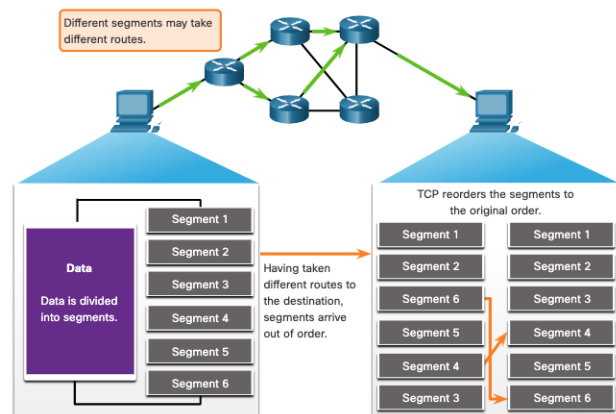 Different segments may take
different routes.
Data
Data is divided
into segments.
Segment 1
Segment 2
Segment 3
Segment 4
Segment 5
Segment 6
Having taken
different routes to
the destination,
segments arrive
out of order.
TCP reorders the segments to
the original order.
Segment 1
Segment 2
Segment 6
Segment 5
Segment 4
Segment 3
Segment 1
Segment 2
Segment 3
Segment 4
Segment 5
Segment 6